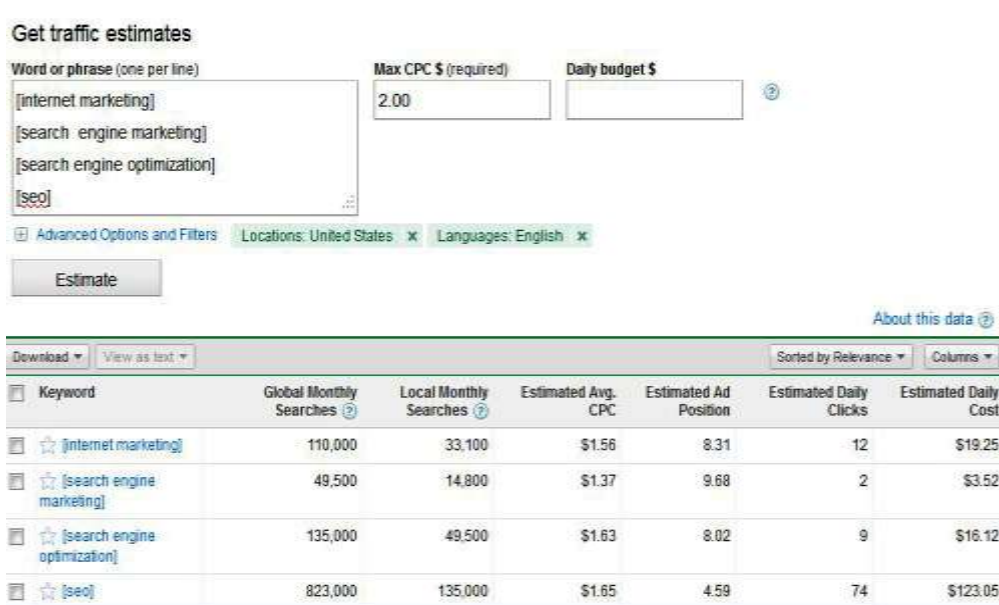 Get traffic estimates
Word or phrase (one per line) Max CPC $ (required) Daily budget $
[internet marketing] 2.00
[search  engine marketing]
[search engine optimization]
[seo]
Advanced Options and Filters Locations: United States x Languages: English x
Estimate
About this data ?
Download View as text Sorted by Relevance Columns
Keyword Global Monthly Searches ? Local Monthly Searches ? Estimated Avg. CPC Estimated Ad Position Estimated Daily Clicks Estimated Daily Cost
[internet marketing] 110,000 33,100 $1.56 8.31 12 $19.25
[search engine marketing] 49,500 14,800 $1.37 9.68 2 $3.52
[search engine optimization] 135,000 49,500 $1.63 8.02 9 $16.12
[seo] 823,000 135,000 $1.65 4.59 74 $123.05